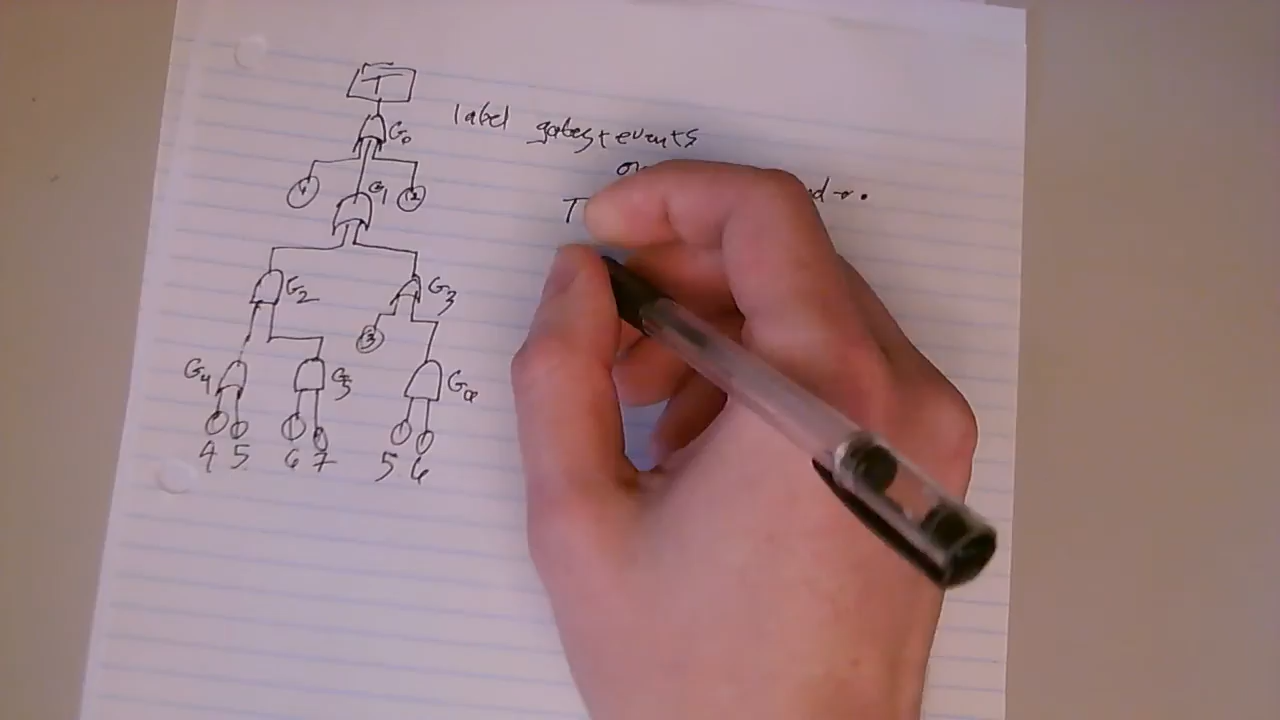 T
G0
label gates + events
1
G1
2
T
G2
G3
3
G4
G5
G6
4 5 6 7 5 6